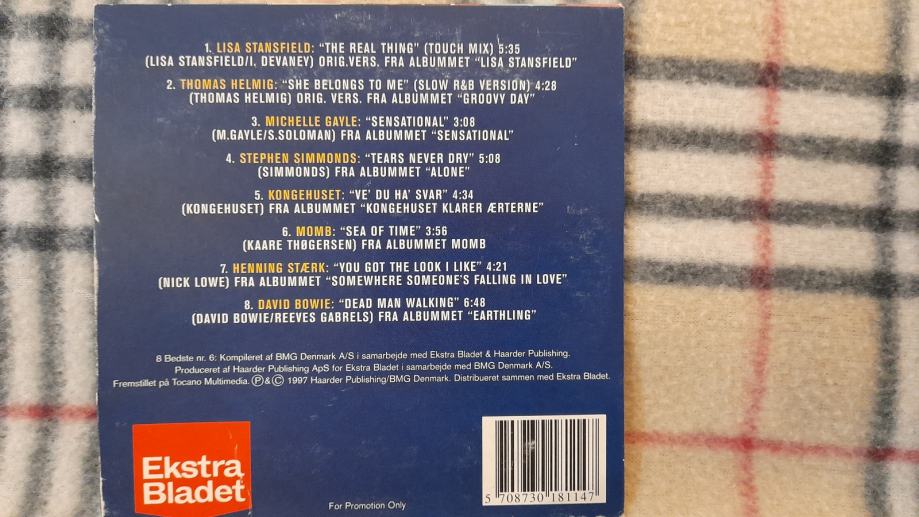 1. LISA STANSFIELD: “THE REAL THING” (TOUCH MIX) 5:35
(LISA STANSFIELD/I, DEVANEY) ORIG.VERS. FRA ALBUMMET “LISA STANSFIELD”
2. THOMAS HELMIG: “SHE BELONGS TO ME” (SLOW R&B VERSION) 4:28
(THOMAS HELMIG) ORIG. VERS. FRA ALBUMMET “GROOVY DAY”
3. MICHELLE GAYLE: “SENSATIONAL” 3:08
(M.GAYLE/S.SOLOMAN) FRA ALBUMMET “SENSATIONAL”
4. STEPHEN SIMMONDS: “TEARS NEVER DRY” 5:08
(SIMMONDS) FRA ALBUMMET “ALONE”
5. KONGEHUSET: “VE’ DU HA’ SVAR” 4:34
(KONGEHUSET) FRA ALBUMMET “KONGEHUSET KLARER ÆRTERNE”
6. MOMB: “SEA OF TIME” 3:56
(KAARE THØGERSEN) FRA ALBUMMET MOMB
7. HENNING STÆRK: “YOU GOT THE LOOK I LIKE” 4:21
(NICK LOWE) FRA ALBUMMET “SOMEWHERE SOMEONE’S FALLING IN LOVE”
8. DAVID BOWIE: “DEAD MAN WALKING” 6:48
(DAVID BOWIE/REEVES GABRELS) FRA ALBUMMET “EARTHLING”
8 Bedste nr. 6: Kompileret af BMG Denmark A/S i samarbejde med Ekstra Bladet & Haarder Publishing.
Produceret af Haarder Publishing ApS for Ekstra Bladet i samarbejde med BMG Denmark A/S.
Fremstillet på Tocano Multimedia. Ⓟ&Ⓒ 1997 Haarder Publishing/BMG Denmark. Distribueret sammen med Ekstra Bladet.
Ekstra
Bladet
For Promotion Only
5 708730 181147